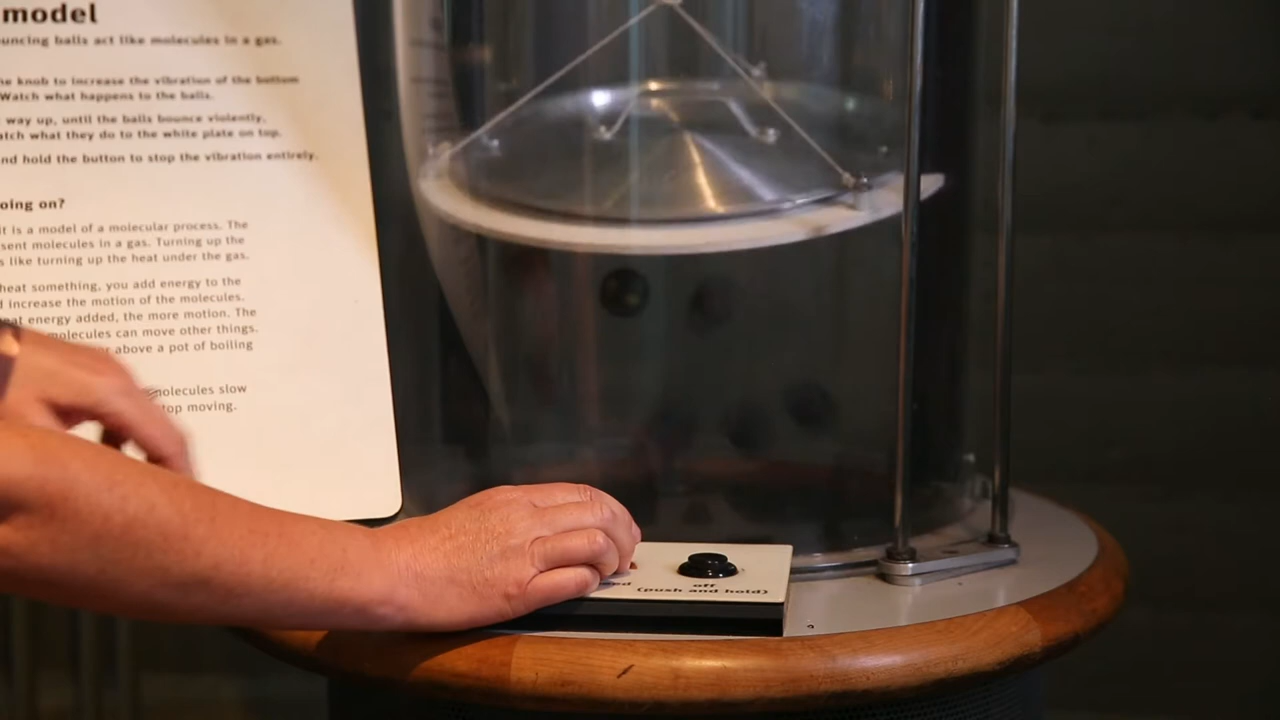 model
uncing balls act like molecules in a gas.
he knob to increase the vibration of the bottom
Watch what happens to the balls.
way up, until the balls bounce violently,
atch what they do to the white plate on top.
nd hold the button to stop the vibration entirely.
oing on?
it is a model of a molecular process. The
sent molecules in a gas. Turning up the
s like turning up the heat under the gas.
heat something, you add energy to the
d increase the motion of the molecules.
eat energy added, the more motion. The
molecules can move other things.
above a pot of boiling
molecules slow
top moving.
off
(push and hold)